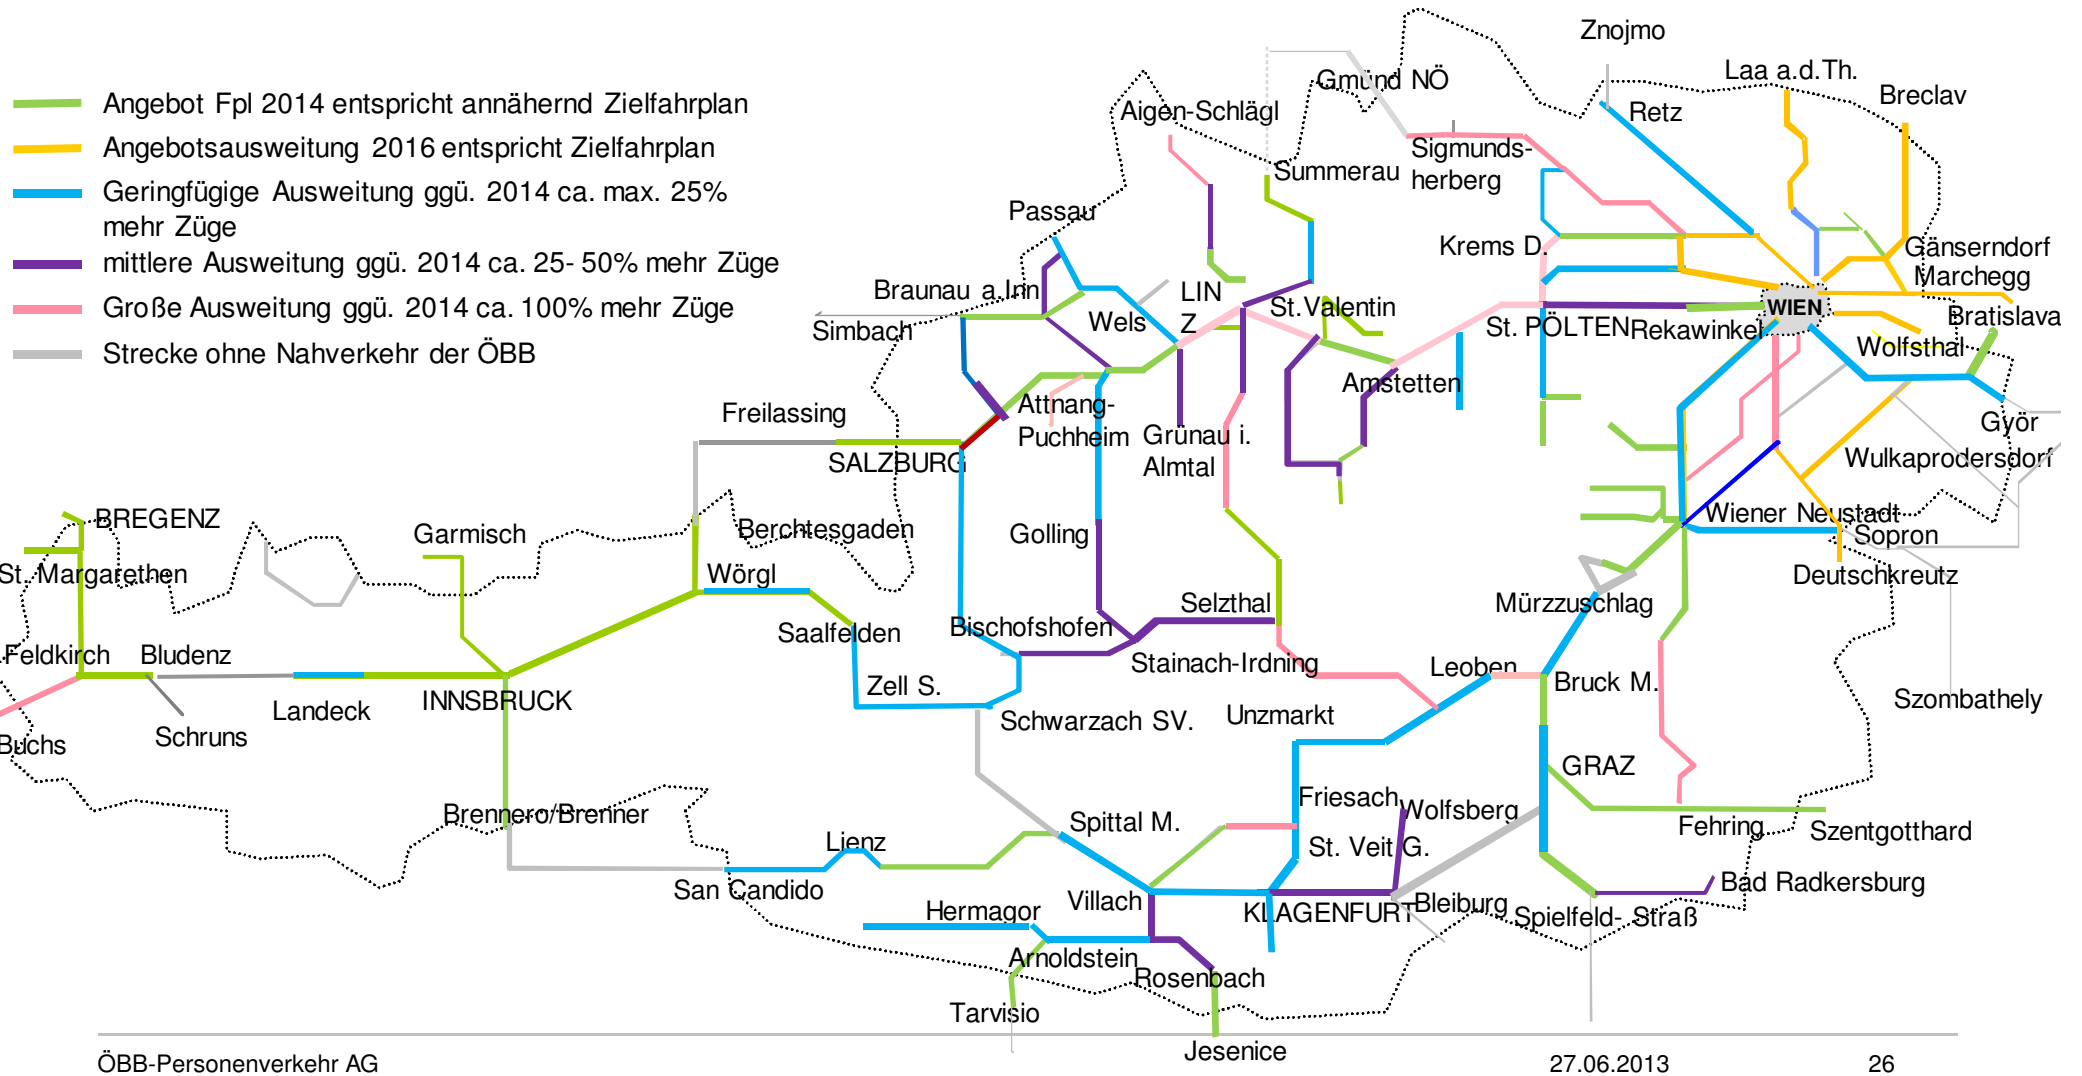 Angebot Fpl 2014 entspricht annähernd Zielfahrplan
Angebotsausweitung 2016 entspricht Zielfahrplan
Geringfügige Ausweitung ggü. 2014 ca. max. 25%
mehr Züge
mittlere Ausweitung ggü. 2014 ca. 25- 50% mehr Züge
Große Ausweitung ggü. 2014 ca. 100% mehr Züge
Strecke ohne Nahverkehr der ÖBB
Znojmo
Gmünd NÖ
Laa a.d.Th.
Breclav
Aigen-Schlägl
Retz
Sigmunds-
herberg
Summerau
Passau
Krems D.
Gänserndorf
Marchegg
Braunau a.Inn
LIN
Z
St.Valentin
WIEN
Simbach
Wels
St. PÖLTEN
Rekawinkel
Bratislava
Wolfsthal
Amstetten
Freilassing
Attnang-
Puchheim
Grünau i.
Almtal
Györ
SALZBURG
Wulkaprodersdorf
BREGENZ
Garmisch
Berchtesgaden
Golling
Wiener Neustadt
Sopron
St. Margarethen
Wörgl
Deutschkreutz
Selzthal
Mürzzuschlag
Saalfelden
Bischofshofen
Feldkirch
Bludenz
Stainach-Irdning
Leoben
Bruck M.
Zell S.
INNSBRUCK
Landeck
Schwarzach SV.
Unzmarkt
Szombathely
Buchs
Schruns
GRAZ
Brennero/Brenner
Friesach
Wolfsberg
Spittal M.
Lienz
St. Veit G.
Fehring
Szentgotthard
San Candido
Villach
Hermagor
KLAGENFURT
Bleiburg
Spielfeld- Straß
Bad Radkersburg
Arnoldstein
Rosenbach
Tarvisio
Jesenice
ÖBB-Personenverkehr AG
27.06.2013
26